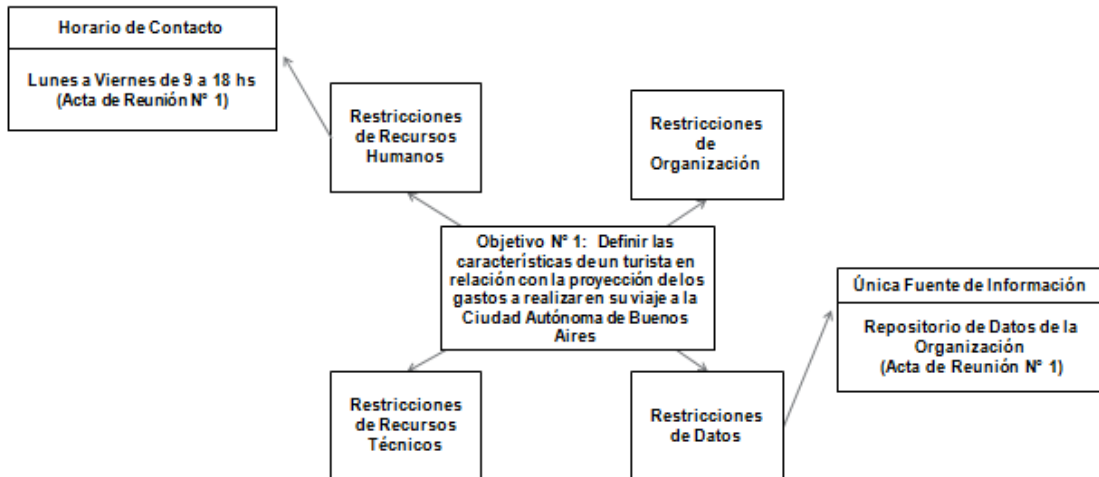 Horario de Contacto
Lunes a Viernes de 9 a 18 hs
(Acta de Reunión N° 1)
Restricciones
de Recursos
Humanos
Restricciones
de
Organización
Objetivo N° 1: Definir las
características de un turista en
relación con la proyección de los
gastos a realizar en su viaje a la
Ciudad Autónoma de Buenos
Aires
Única Fuente de Información
Repositorio de Datos de la
Organización
(Acta de Reunión N° 1)
Restricciones
de Recursos
Técnicos
Restricciones
de Datos